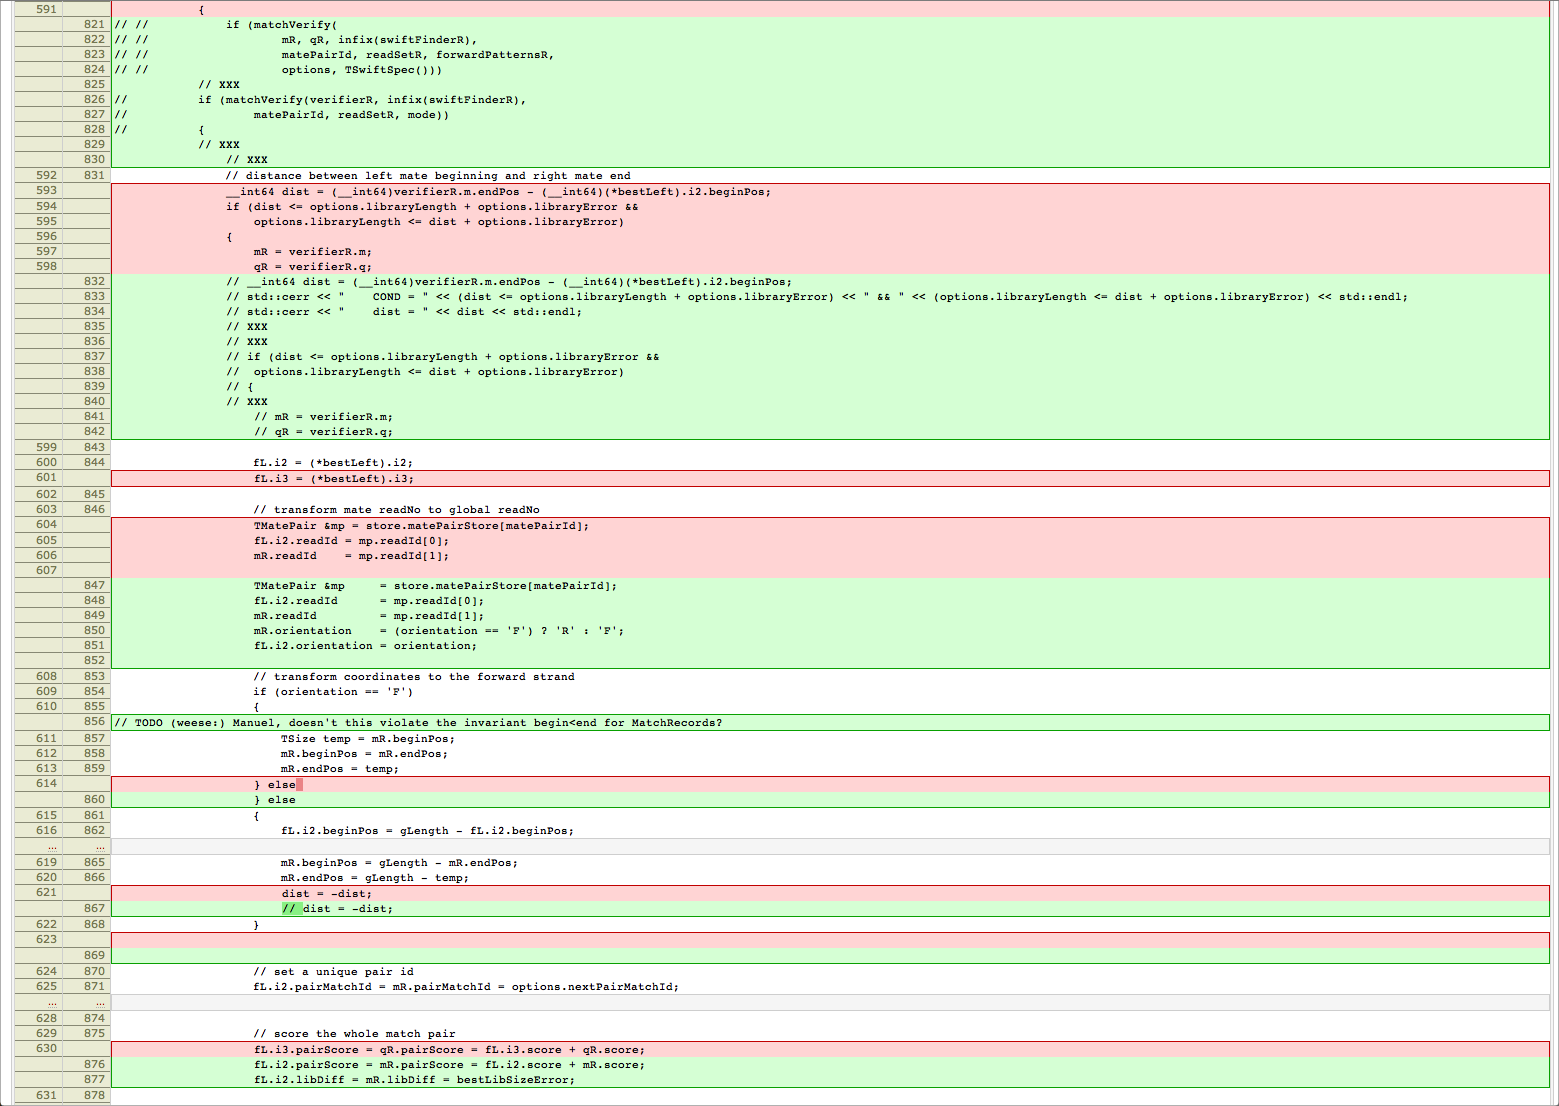 591 {
821 // // if (matchVerify(
822 // // mR, qR, infix(swiftFinderR),
823 // // matePairId, readSetR, forwardPatternsR,
824 // // options, TSwiftSpec()))
825 // XXX
826 // if (matchVerify(verifierR, infix(swiftFinderR),
827 // matePairId, readSetR, mode))
828 // {
829 // XXX
830 // XXX
592 831 // distance between left mate beginning and right mate end
593 __int64 dist = (__int64)verifierR.m.endPos - (__int64)(*bestLeft).i2.beginPos;
594 if (dist <= options.libraryLength + options.libraryError &&
595 options.libraryLength <= dist + options.libraryError)
596 {
597 mR = verifierR.m;
598 qR = verifierR.q;
832 // __int64 dist = (__int64)verifierR.m.endPos - (__int64)(*bestLeft).i2.beginPos;
833 // std::cerr << " COND = " << (dist <= options.libraryLength + options.libraryError) << " && " << (options.libraryLength <= dist + options.libraryError) << std::endl;
834 // std::cerr << " dist = " << dist << std::endl;
835 // XXX
836 // XXX
837 // if (dist <= options.libraryLength + options.libraryError &&
838 // options.libraryLength <= dist + options.libraryError)
839 // {
840 // XXX
841 // mR = verifierR.m;
842 // qR = verifierR.q;
599 843
600 844 fL.i2 = (*bestLeft).i2;
601 fL.i3 = (*bestLeft).i3;
602 845
603 846 // transform mate readNo to global readNo
604 TMatePair &mp = store.matePairStore[matePairId];
605 fL.i2.readId = mp.readId[0];
606 mR.readId = mp.readId[1];
607
847 TMatePair &mp = store.matePairStore[matePairId];
848 fL.i2.readId = mp.readId[0];
849 mR.readId = mp.readId[1];
850 mR.orientation = (orientation == 'F') ? 'R' : 'F';
851 fL.i2.orientation = orientation;
852
608 853 // transform coordinates to the forward strand
609 854 if (orientation == 'F')
610 855 {
856 // TODO (weese:) Manuel, doesn't this violate the invariant begin<end for MatchRecords?
611 857 TSize temp = mR.beginPos;
612 858 mR.beginPos = mR.endPos;
613 859 mR.endPos = temp;
614 } else
860 } else
615 861 {
616 862 fL.i2.beginPos = gLength - fL.i2.beginPos;
... ...
619 865 mR.beginPos = gLength - mR.endPos;
620 866 mR.endPos = gLength - temp;
621 dist = -dist;
867 // dist = -dist;
622 868 }
623
869
624 870 // set a unique pair id
625 871 fL.i2.pairMatchId = mR.pairMatchId = options.nextPairMatchId;
... ...
628 874
629 875 // score the whole match pair
630 fL.i3.pairScore = qR.pairScore = fL.i3.score + qR.score;
876 fL.i2.pairScore = mR.pairScore = fL.i2.score + mR.score;
877 fL.i2.libDiff = mR.libDiff = bestLibSizeError;
631 878